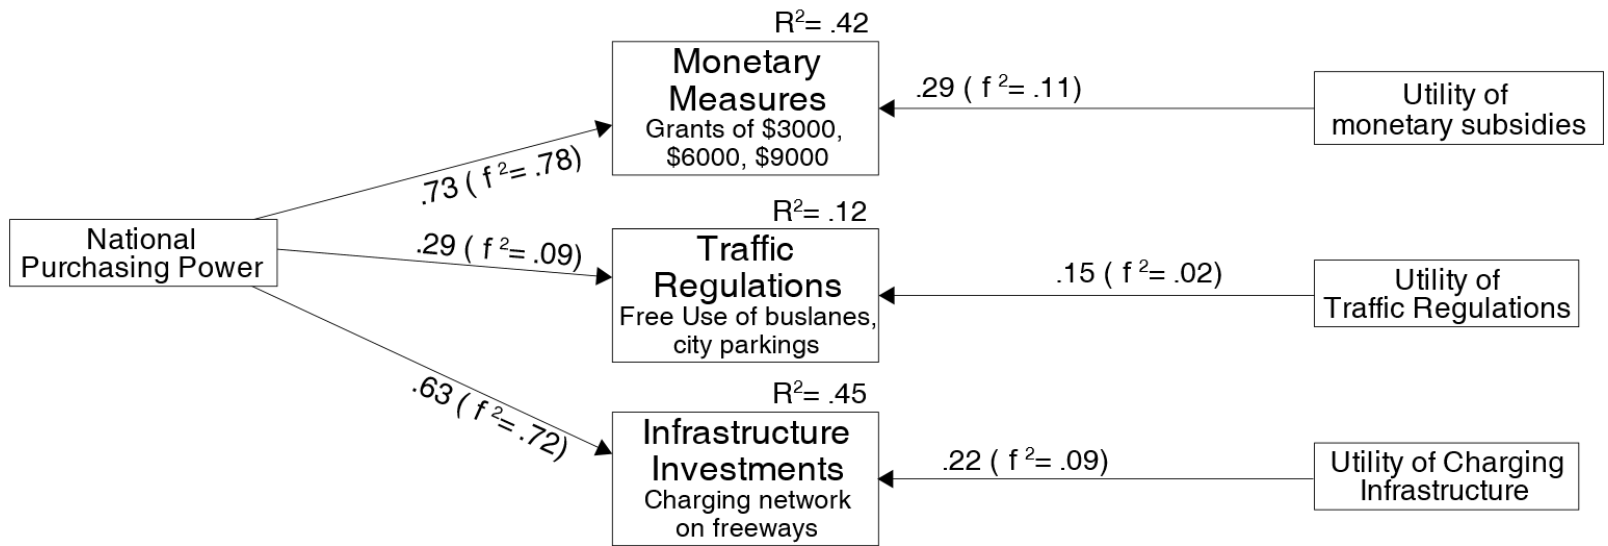 R²= .42
Monetary
Measures
Grants of $3000,
$6000, $9000
.29 ( f ²= .11)
Utility of
monetary subsidies
.73 ( f ²= .78)
National
Purchasing Power
R²= .12
.29 ( f ²= .09)
Traffic
Regulations
Free Use of buslanes,
city parkings
.15 ( f ²= .02)
Utility of
Traffic Regulations
.63 ( f ²= .72)
R²= .45
Infrastructure
Investments
Charging network
on freeways
.22 ( f ²= .09)
Utility of Charging
Infrastructure